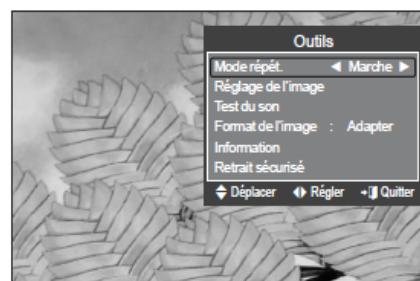 Outils
Mode répét. ◀ Marche ▶
Réglage de l'image
Test du son
Format de l'image : Adapter
Information
Retrait sécurisé
Déplacer Régler Quitter